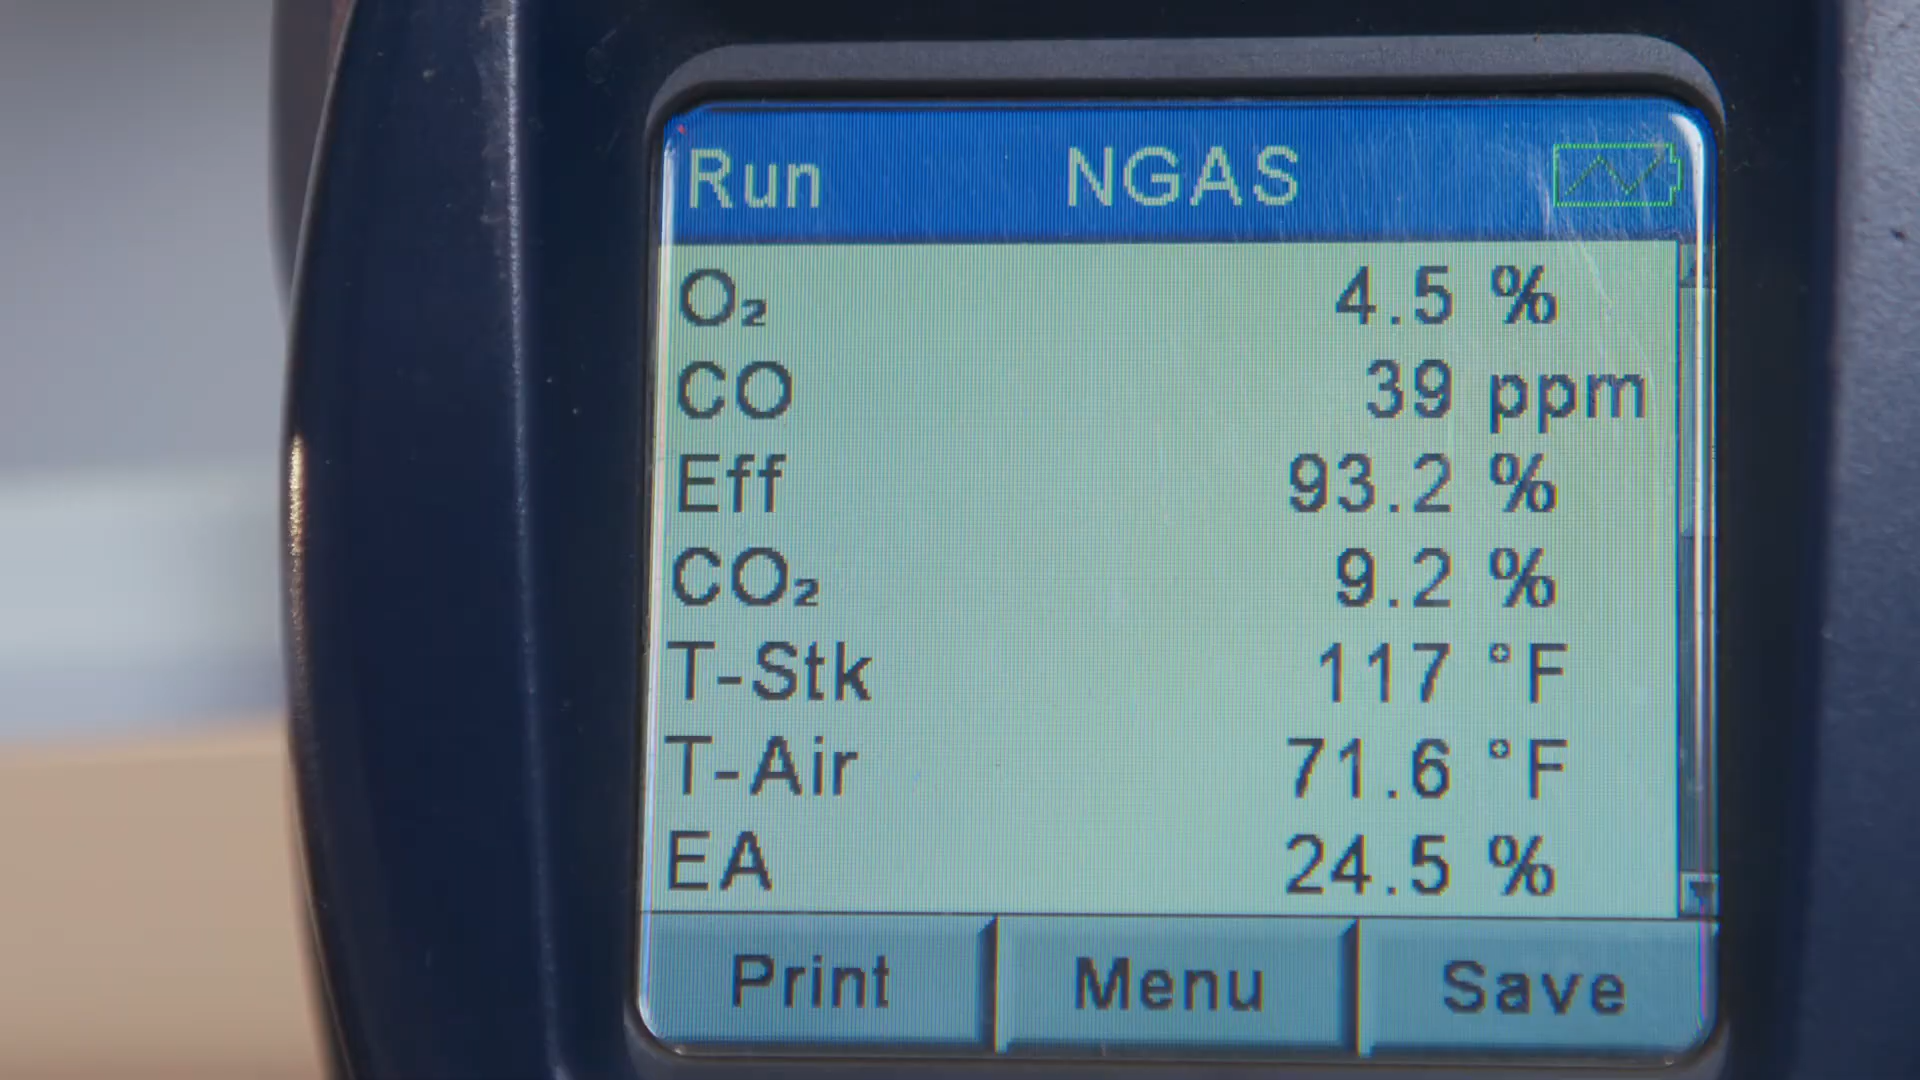 Run NGAS
O₂ 4.5 %
CO 39 ppm
Eff 93.2 %
CO₂ 9.2 %
T-Stk 117 °F
T-Air 71.6 °F
EA 24.5 %
Print Menu Save